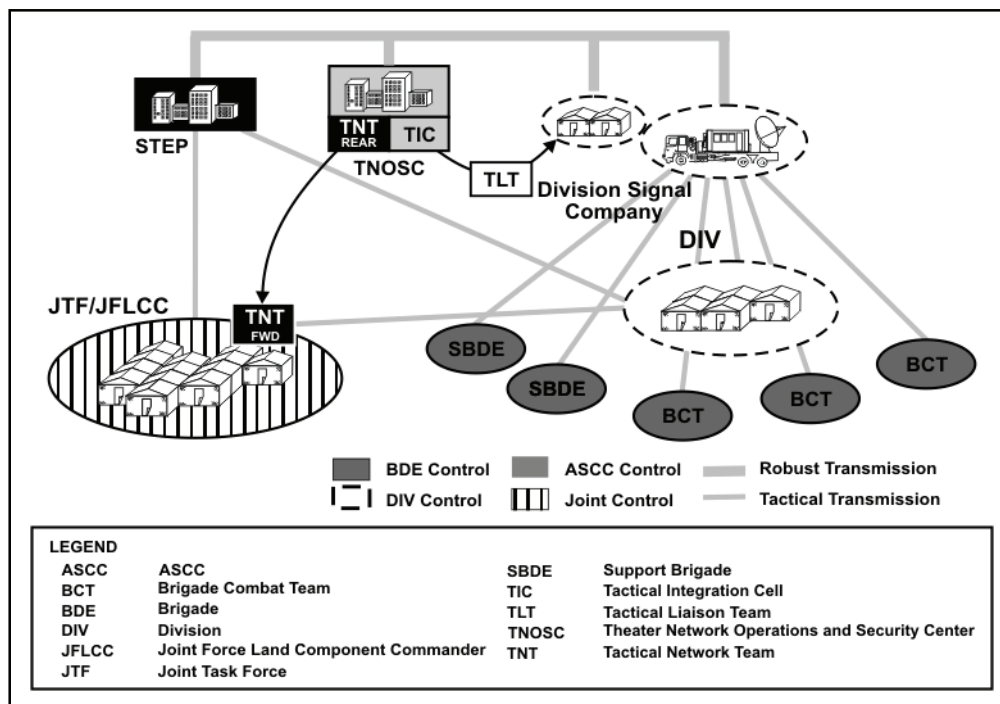 STEP
TNT
REAR
TIC
TNOSC
TLT
Division Signal
Company
DIV
JTF/JFLCC
TNT
FWD
SBDE
SBDE
BCT
BCT
BCT
BDE Control
ASCC Control
Robust Transmission
DIV Control
Joint Control
Tactical Transmission
LEGEND
ASCC ASCC
BCT Brigade Combat Team
BDE Brigade
DIV Division
JFLCC Joint Force Land Component Commander
JTF Joint Task Force
SBDE Support Brigade
TIC Tactical Integration Cell
TLT Tactical Liaison Team
TNOSC Theater Network Operations and Security Center
TNT Tactical Network Team